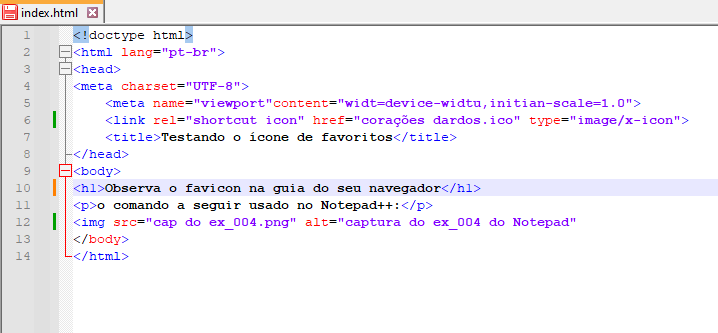 index.html
1 <!doctype html>
2 <html lang="pt-br">
3 <head>
4 <meta charset="UTF-8">
5 <meta name="viewport"content="widt=device-widtu,initian-scale=1.0">
6 <link rel="shortcut icon" href="corações dardos.ico" type="image/x-icon">
7 <title>Testando o ícone de favoritos</title>
8 </head>
9 <body>
10 <h1>Observa o favicon na guia do seu navegador</h1>
11 <p>o comando a seguir usado no Notepad++:</p>
12 <img src="cap do ex_004.png" alt="captura do ex_004 do Notepad"
13 </body>
14 </html>